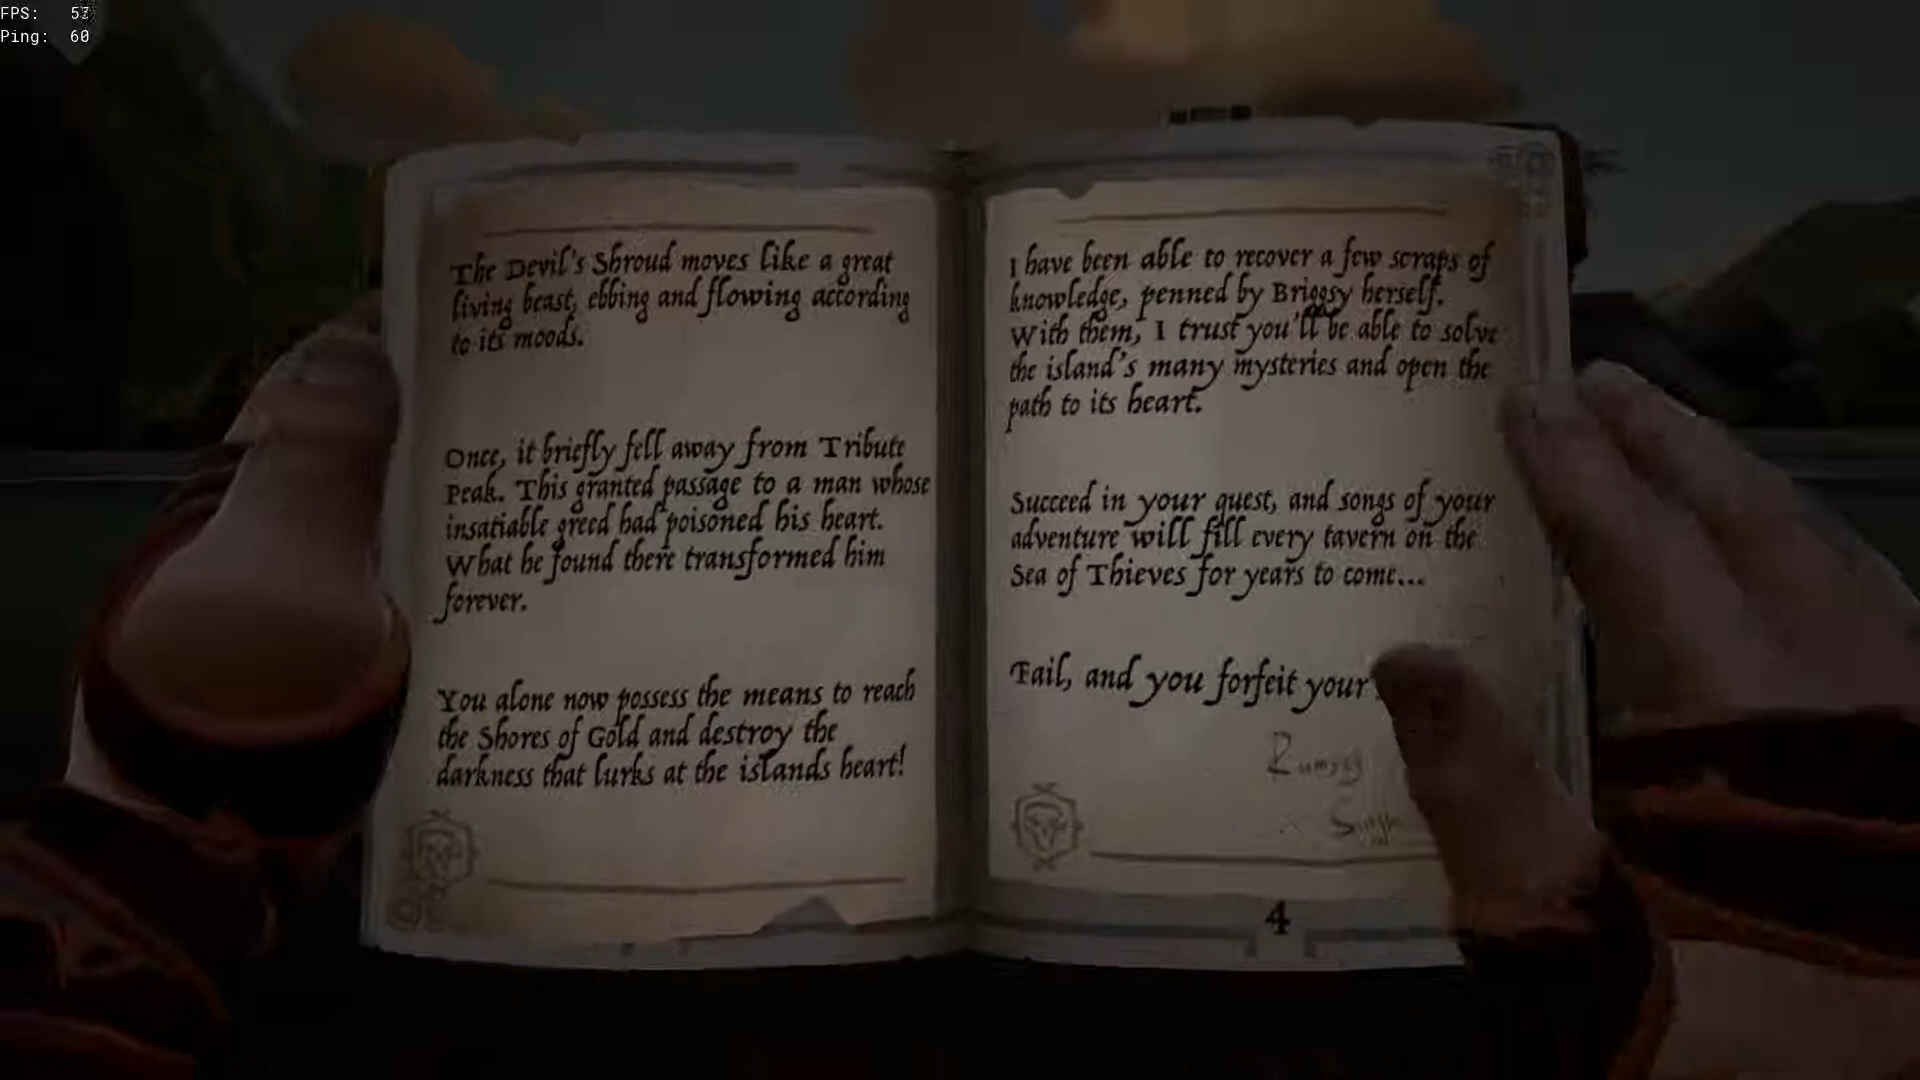 FPS: 53
Ping: 60
The Devil's Shroud moves like a great
living beast, ebbing and flowing according
to its moods.
Once, it briefly fell away from Tribute
Peak. This granted passage to a man whose
insatiable greed had poisoned his heart.
What he found there transformed him
forever.
You alone now possess the means to reach
the Shores of Gold and destroy the
darkness that lurks at the islands heart!
I have been able to recover a few scraps of
knowledge, penned by Briggsy herself.
With them, I trust you'll be able to solve
the island's many mysteries and open the
path to its heart.
Succeed in your quest, and songs of your
adventure will fill every tavern on the
Sea of Thieves for years to come...
Fail, and you forfeit your
Rumsey
Singh
4